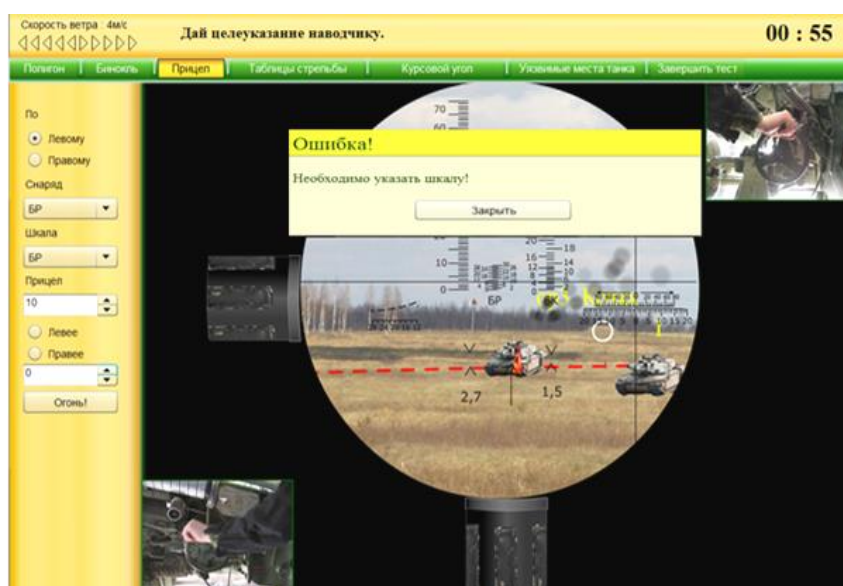 Скорость ветра : 4м/с
Дай целеуказание наводчику.
00 : 55
Полигон
Бинокль
Прицел
Таблицы стрельбы
Курсовой угол
Уязвимые места танка
Завершить тест
По
Левому
Правому
Снаряд
БР
Шкала
БР
Прицел
10
Левее
Правее
0
Огонь!
70
60
Ошибка!
Необходимо указать шкалу!
Закрыть
20
18
16
14
12
10
10
0
БР
2,7
1,5